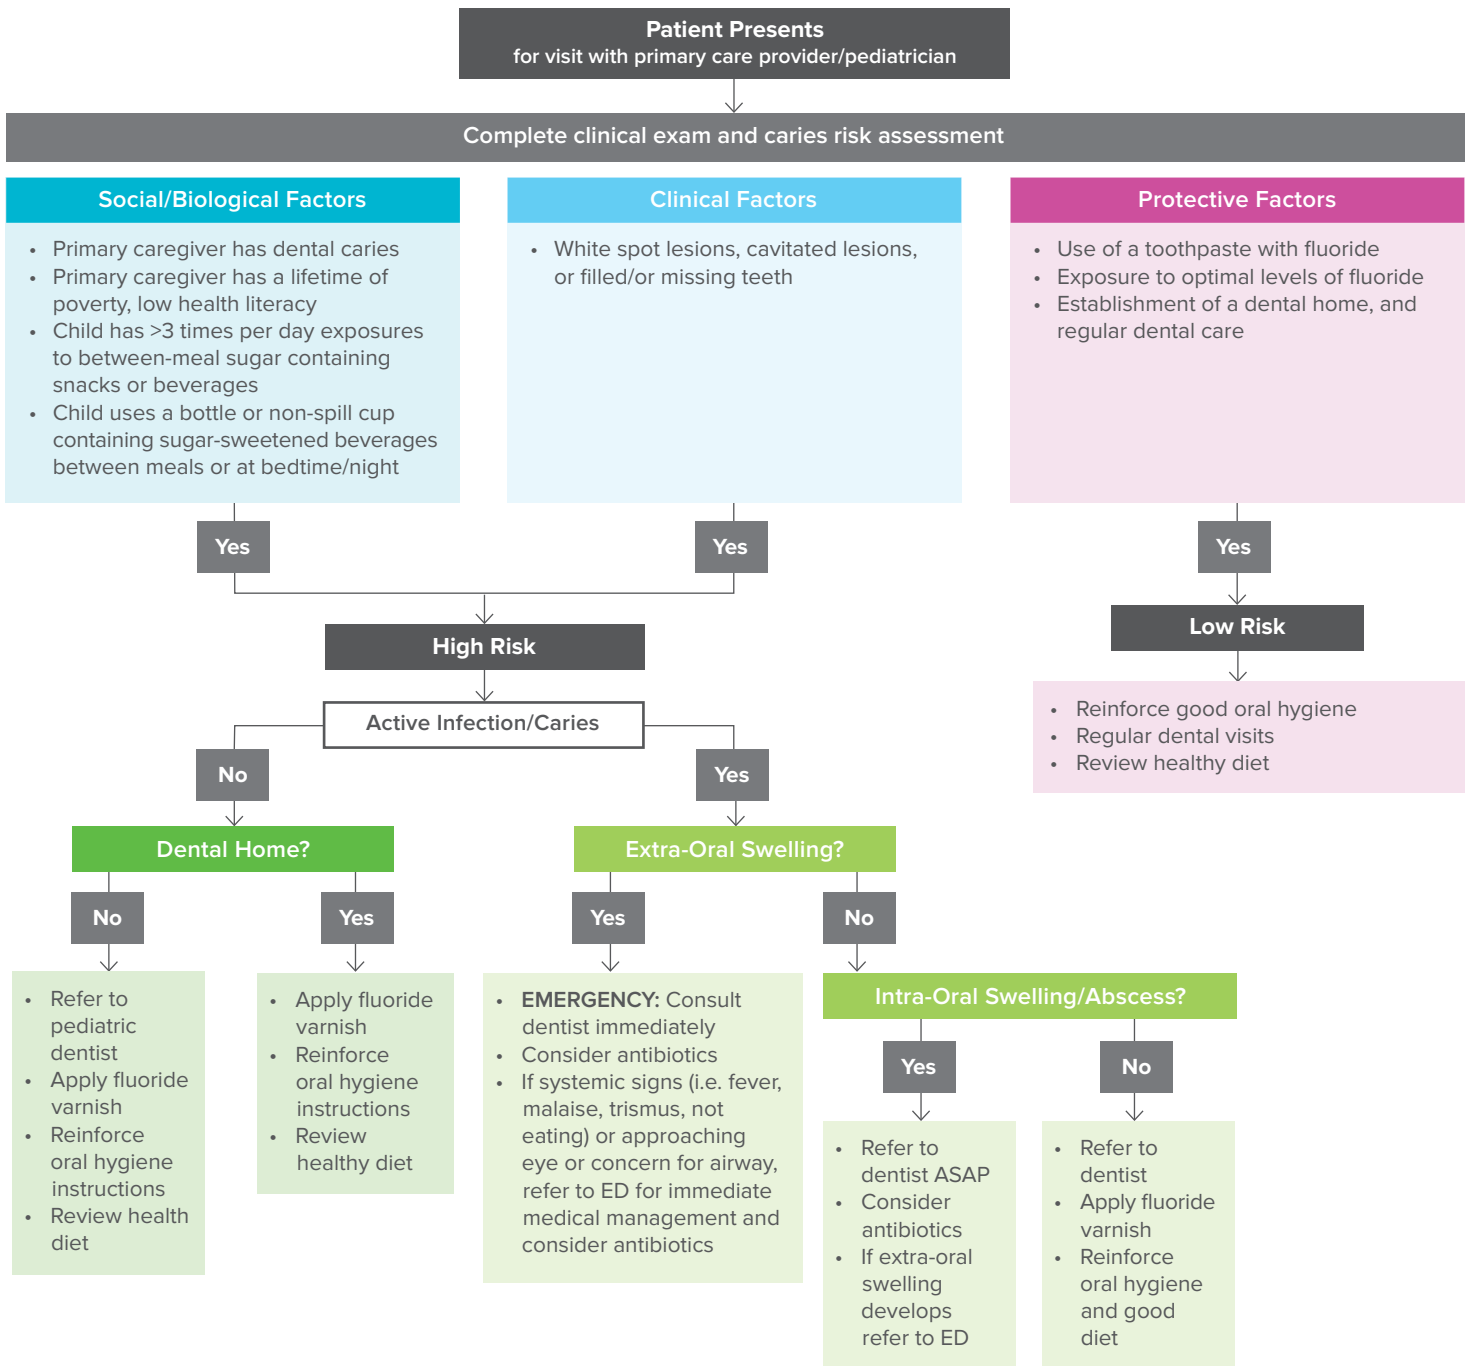 Patient Presents
for visit with primary care provider/pediatrician
Complete clinical exam and caries risk assessment
Social/Biological Factors
• Primary caregiver has dental caries
• Primary caregiver has a lifetime of
poverty, low health literacy
• Child has >3 times per day exposures
to between-meal sugar containing
snacks or beverages
• Child uses a bottle or non-spill cup
containing sugar-sweetened beverages
between meals or at bedtime/night
Clinical Factors
• White spot lesions, cavitated lesions,
or filled/or missing teeth
Protective Factors
• Use of a toothpaste with fluoride
• Exposure to optimal levels of fluoride
• Establishment of a dental home, and
regular dental care
Yes
Yes
Yes
High Risk
Low Risk
• Reinforce good oral hygiene
• Regular dental visits
• Review healthy diet
Active Infection/Caries
No
Yes
Dental Home?
Extra-Oral Swelling?
No
Yes
Yes
No
• Refer to
pediatric
dentist
• Apply fluoride
varnish
• Reinforce
oral hygiene
instructions
• Review health
diet
• Apply fluoride
varnish
• Reinforce
oral hygiene
instructions
• Review
healthy diet
• EMERGENCY: Consult
dentist immediately
• Consider antibiotics
• If systemic signs (i.e. fever,
malaise, trismus, not
eating) or approaching
eye or concern for airway,
refer to ED for immediate
medical management and
consider antibiotics
Intra-Oral Swelling/Abscess?
Yes
No
• Refer to
dentist ASAP
• Consider
antibiotics
• If extra-oral
swelling
develops
refer to ED
• Refer to
dentist
• Apply fluoride
varnish
• Reinforce
oral hygiene
and good
diet